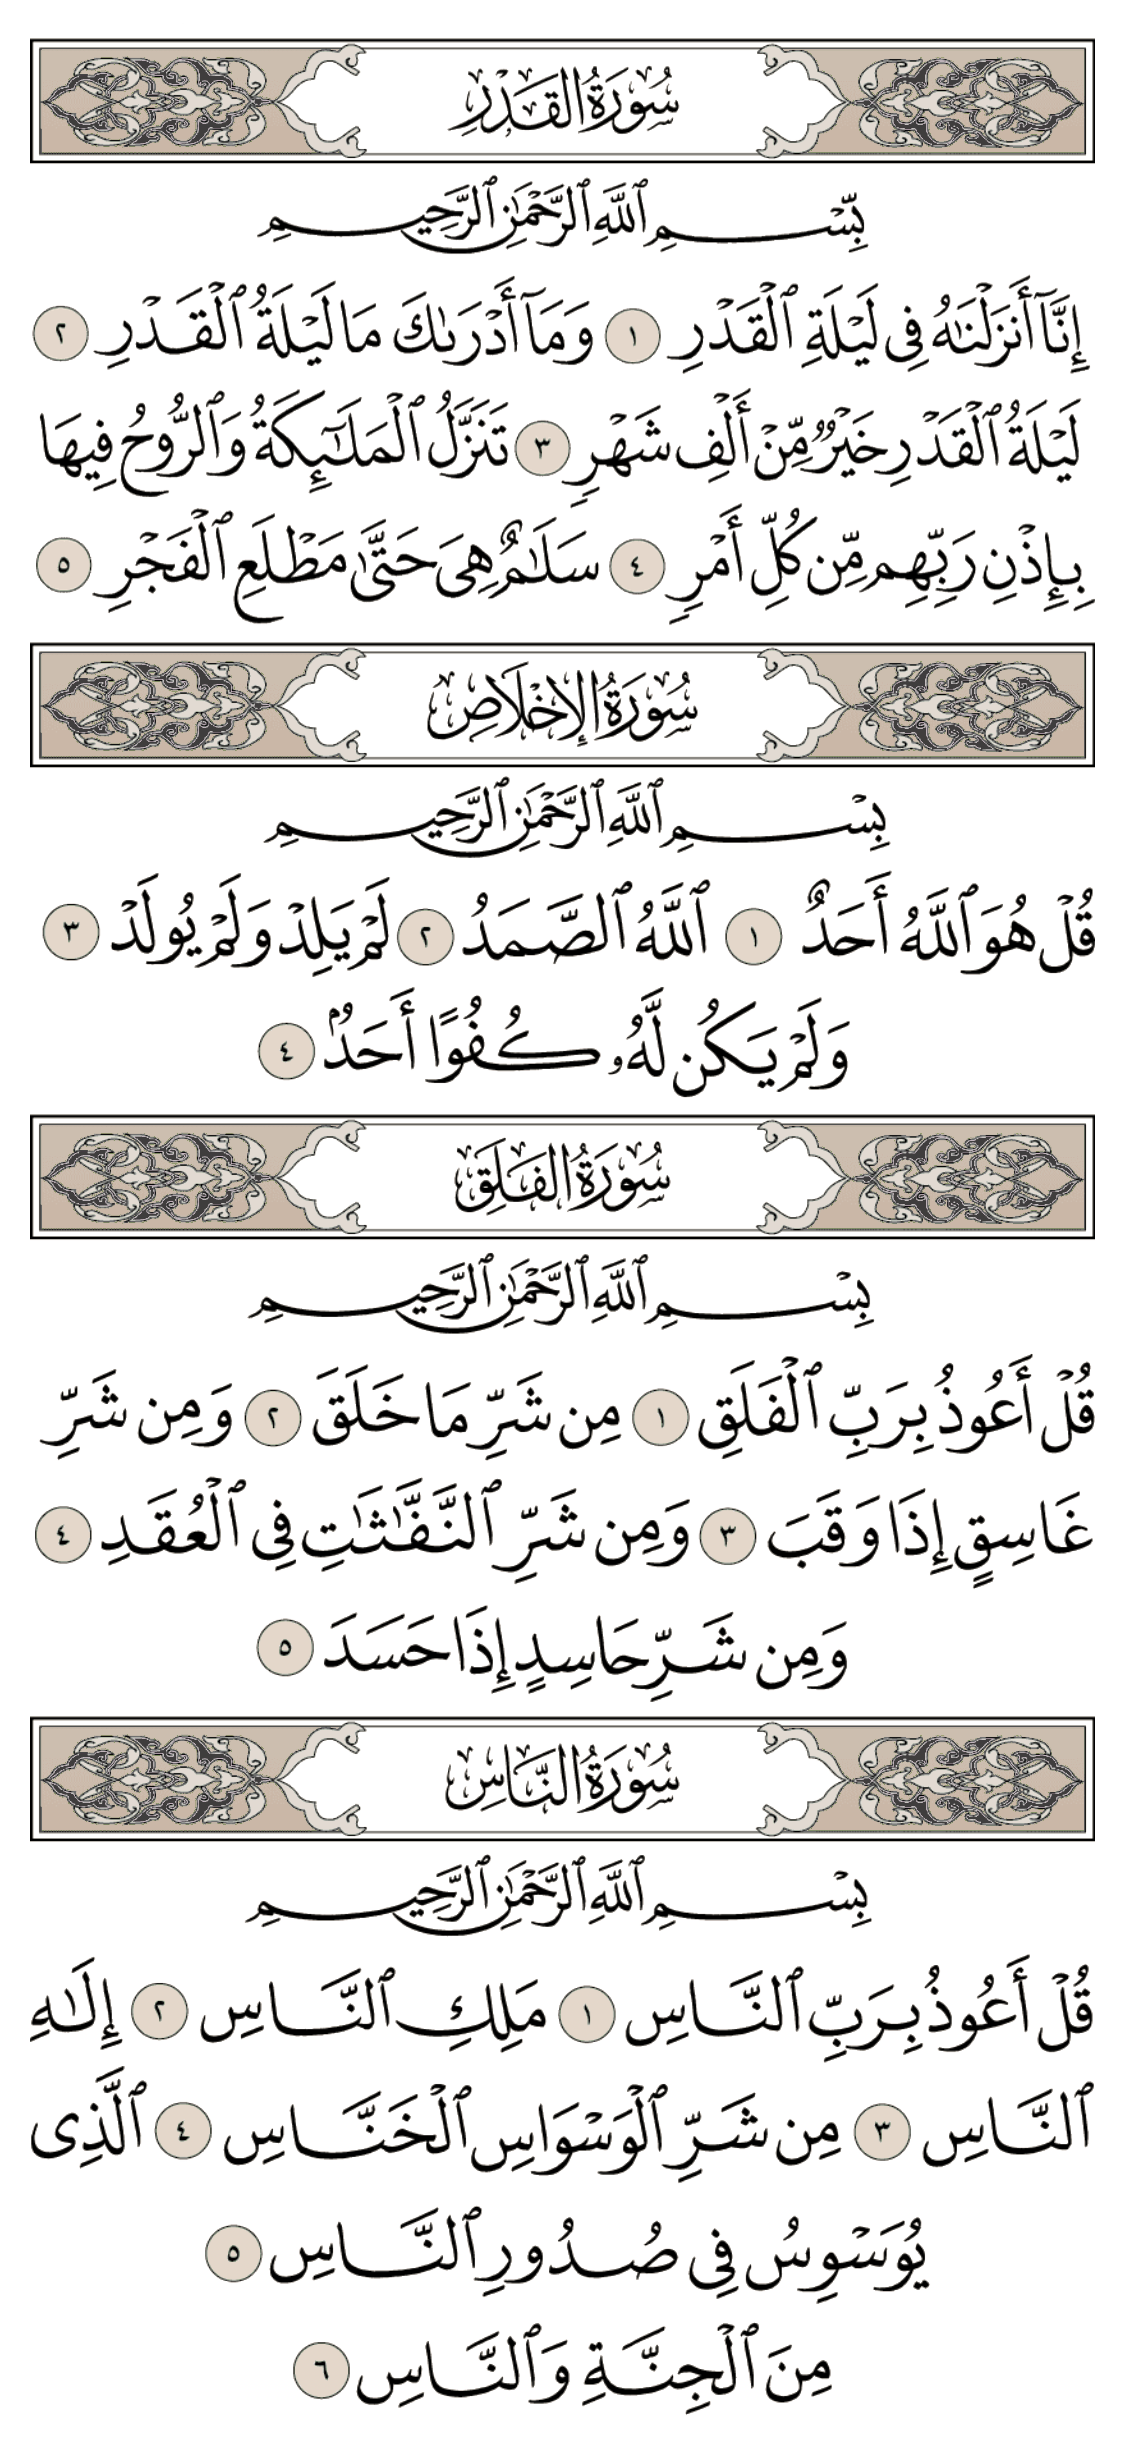 سُورَةُ القَدْرِ
بِّسْمِ ٱللَّهِ ٱلرَّحْمَٰنِ ٱلرَّحِيمِ
إِنَّآ أَنزَلْنَٰهُ فِى لَيْلَةِ ٱلْقَدْرِ ١ وَمَآ أَدْرَىٰكَ مَا لَيْلَةُ ٱلْقَدْرِ ٢
لَيْلَةُ ٱلْقَدْرِ خَيْرٌ مِّنْ أَلْفِ شَهْرٍ ٣ تَنَزَّلُ ٱلْمَلَٰٓئِكَةُ وَٱلرُّوحُ فِيهَا
بِإِذْنِ رَبِّهِم مِّن كُلِّ أَمْرٍ ٤ سَلَٰمٌ هِىَ حَتَّىٰ مَطْلَعِ ٱلْفَجْرِ ٥
سُورَةُ الإِخْلَاصِ
بِسْمِ ٱللَّهِ ٱلرَّحْمَٰنِ ٱلرَّحِيمِ
قُلْ هُوَ ٱللَّهُ أَحَدٌ ١ ٱللَّهُ ٱلصَّمَدُ ٢ لَمْ يَلِدْ وَلَمْ يُولَدْ ٣
وَلَمْ يَكُن لَّهُۥ كُفُوًا أَحَدٌۢ ٤
سُورَةُ الفَلَقِ
بِسْمِ ٱللَّهِ ٱلرَّحْمَٰنِ ٱلرَّحِيمِ
قُلْ أَعُوذُ بِرَبِّ ٱلْفَلَقِ ١ مِن شَرِّ مَا خَلَقَ ٢ وَمِن شَرِّ
غَاسِقٍ إِذَا وَقَبَ ٣ وَمِن شَرِّ ٱلنَّفَّٰثَٰتِ فِى ٱلْعُقَدِ ٤
وَمِن شَرِّ حَاسِدٍ إِذَا حَسَدَ ٥
سُورَةُ النَّاسِ
بِسْمِ ٱللَّهِ ٱلرَّحْمَٰنِ ٱلرَّحِيمِ
قُلْ أَعُوذُ بِرَبِّ ٱلنَّاسِ ١ مَلِكِ ٱلنَّاسِ ٢ إِلَٰهِ
ٱلنَّاسِ ٣ مِن شَرِّ ٱلْوَسْوَاسِ ٱلْخَنَّاسِ ٤ ٱلَّذِى
يُوَسْوِسُ فِى صُدُورِ ٱلنَّاسِ ٥
مِنَ ٱلْجِنَّةِ وَٱلنَّاسِ ٦